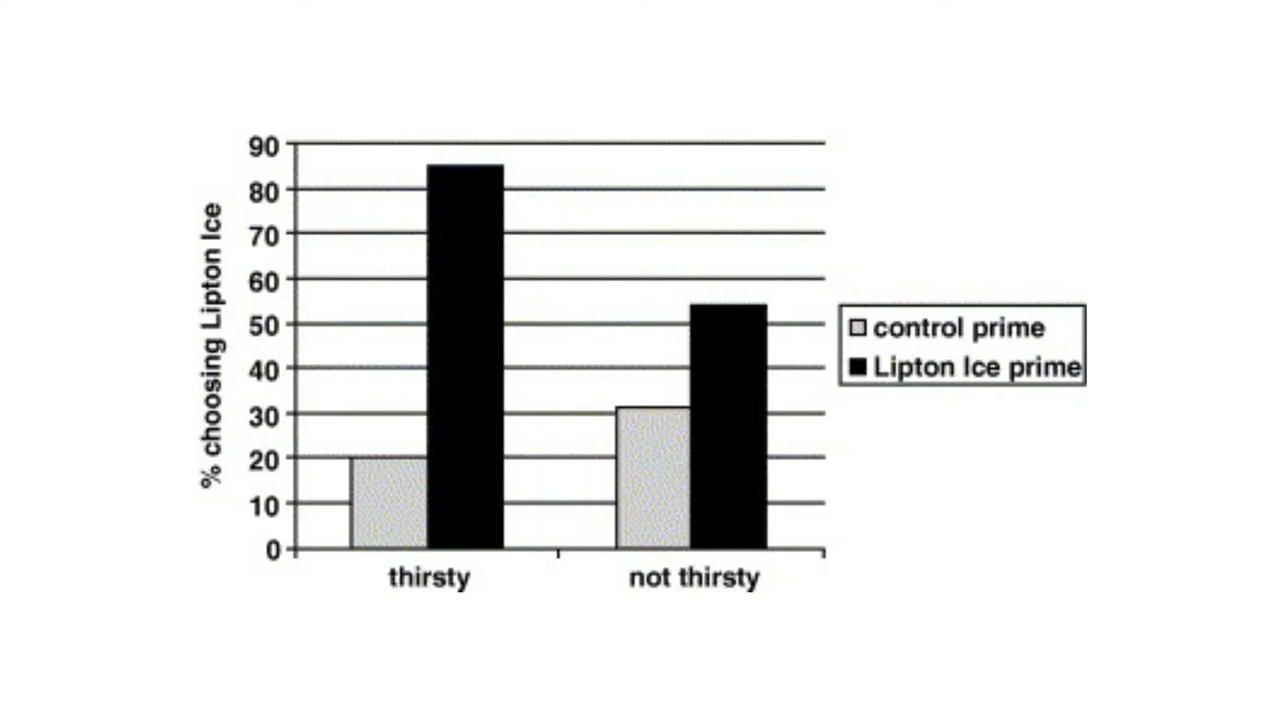 % choosing Lipton Ice
90
80
70
60
50
40
30
20
10
0
thirsty
not thirsty
control prime
Lipton Ice prime